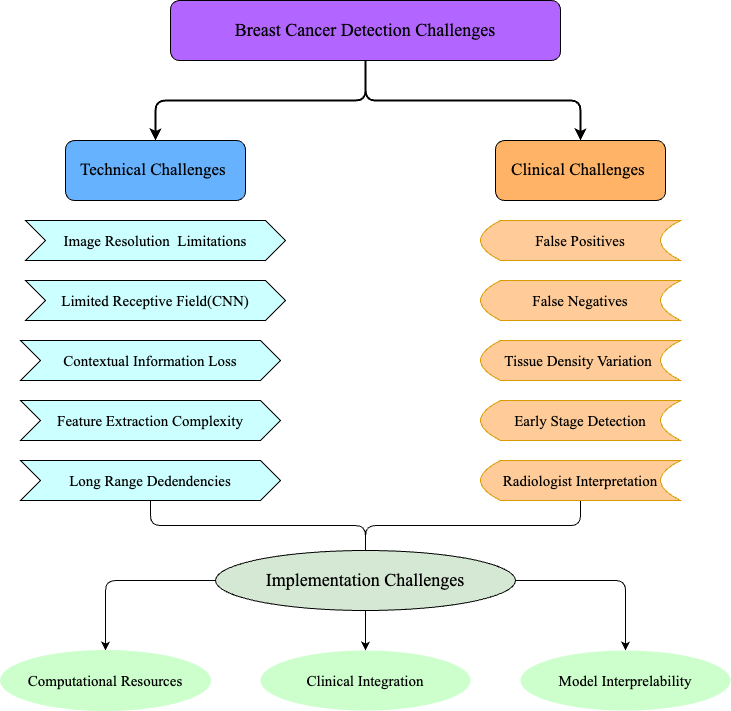 Breast Cancer Detection Challenges
Technical Challenges
Clinical Challenges
Image Resolution  Limitations
False Positives
Limited Receptive Field(CNN)
False Negatives
Contextual Information Loss
Tissue Density Variation
Feature Extraction Complexity
Early Stage Detection
Long Range Dedendencies
Radiologist Interpretation
Implementation Challenges
Computational Resources
Clinical Integration
Model Interprelability